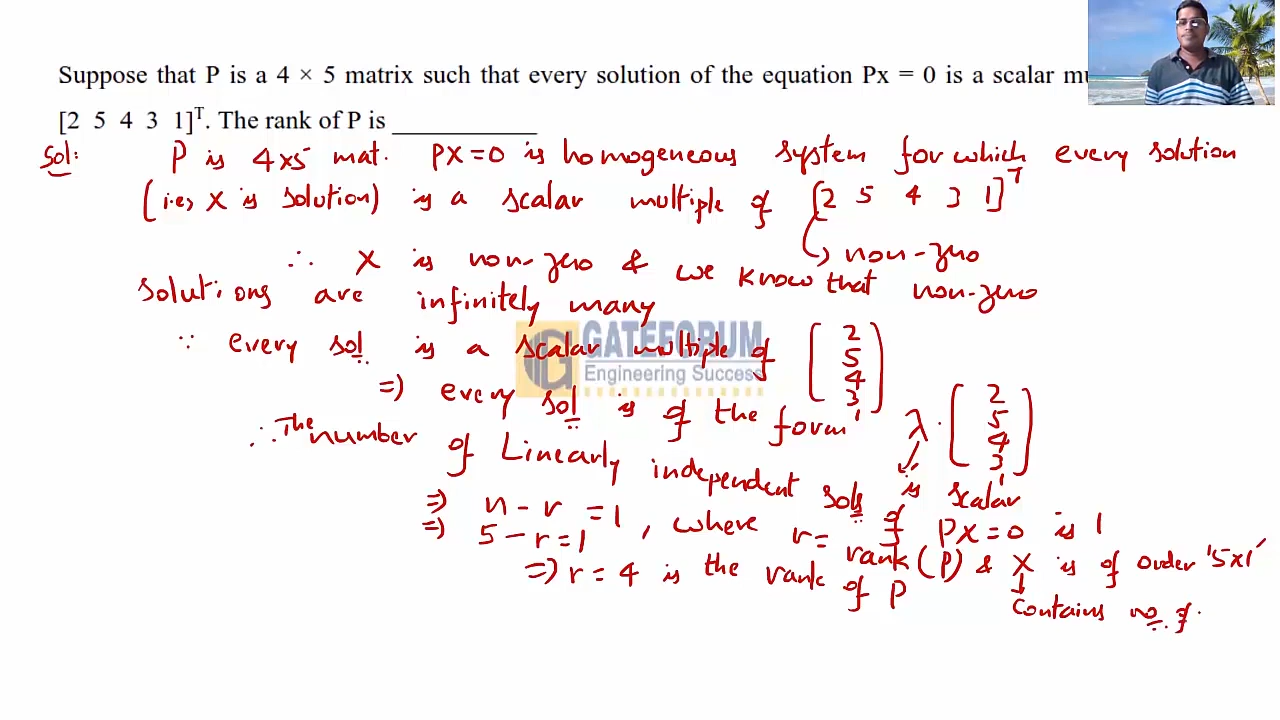 Suppose that P is a 4 × 5 matrix such that every solution of the equation Px = 0 is a scalar mu
[2 5 4 3 1]ᵀ. The rank of P is ___________
Sol: P is 4x5 mat. PX=0 is homogeneous system for which every solution
(i.e, X is solution) is a scalar multiple of [2 5 4 3 1]ᵀ
non-zero
∴ X is non-zero & we know that non-zero
solutions are infinitely many
∵ every sol is a scalar multiple of [2 5 4 3 1]
GATEFORUM
Engineering Success
=> every sol is of the form λ. [2 5 4 3 1]
is scalar
∴ The number of Linearly independent sols of PX=0 is 1
=> n-r =1, where r= rank (P) & X is of order '5x1'
=> 5-r=1
Contains no. of.
=> r=4 is the rank of P